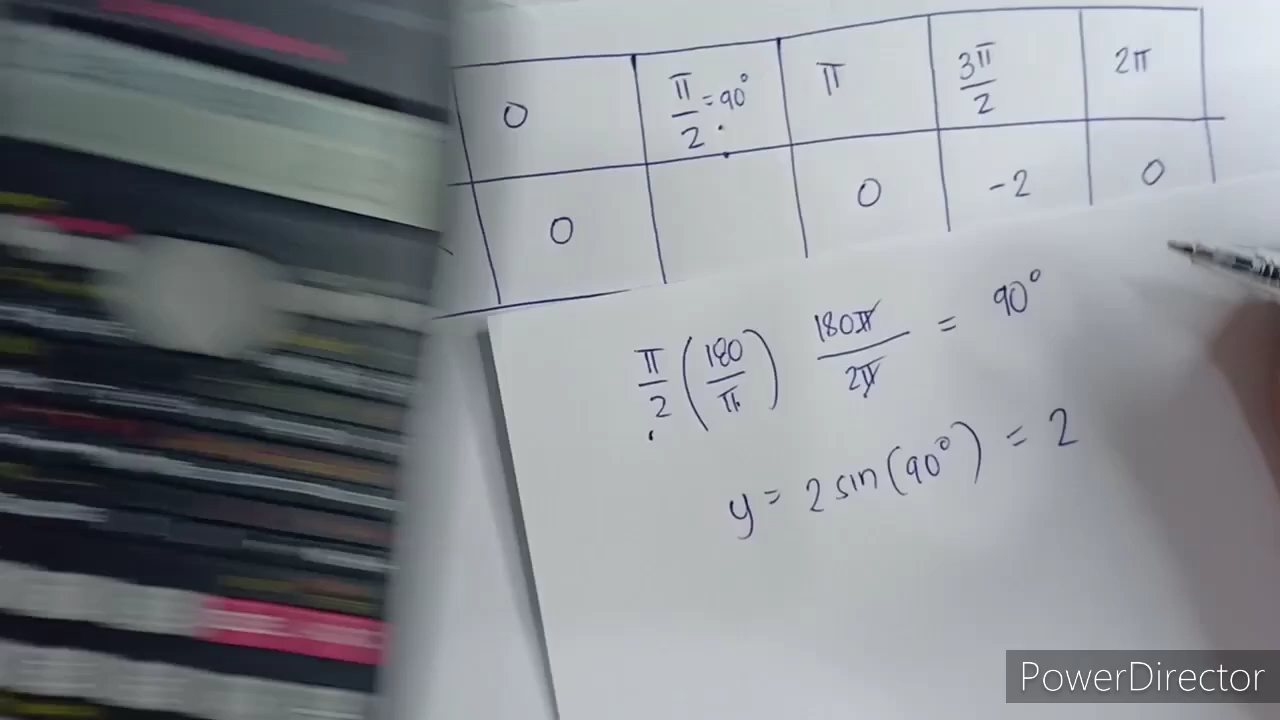 0 π/2 = 90° π 3π/2 2π
0 0 -2 0
π/2 (180/π) 180π/2π = 90°
y = 2 sin(90°) = 2
PowerDirector